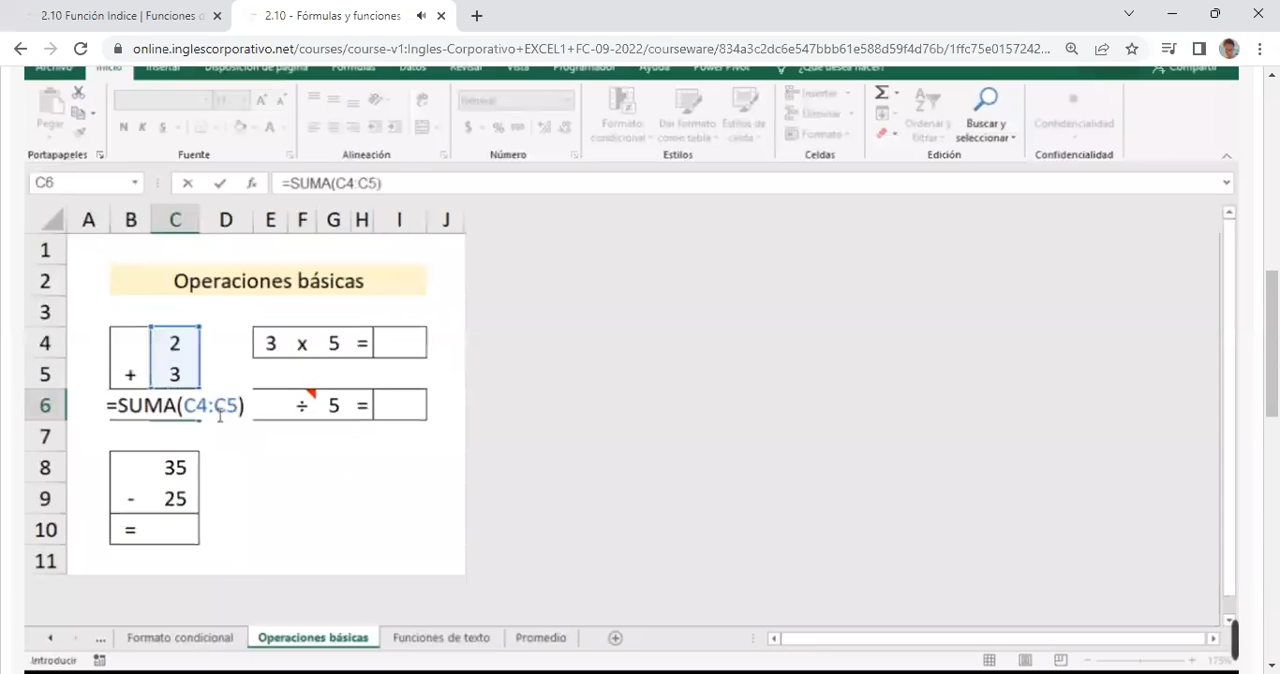 2.10 Función Indice | Funciones d
2.10 - Fórmulas y funciones
online.inglescorporativo.net/courses/course-v1:Ingles-Corporativo+EXCEL1+FC-09-2022/courseware/834a3c2dc6e547bbb61e588d59f4d76b/1ffc75e0157242...
Archivo Inicio Insertar Disposición de página Fórmulas Datos Revisar Vista Programador Ayuda Power Pivot ¿Qué desea hacer? Compartir
Pegar
N K S
General
$ % 000
Formato condicional
Dar formato como tabla
Estilos de celda
Insertar
Eliminar
Formato
Ordenar y filtrar
Buscar y seleccionar
Confidencialidad
Portapapeles Fuente Alineación Número Estilos Celdas Edición Confidencialidad
C6 fx =SUMA(C4:C5)
A B C D E F G H I J
1
2 Operaciones básicas
3
4 2 3 x 5 =
5 + 3
6 =SUMA(C4:C5) ÷ 5 =
7
8 35
9 - 25
10 =
11
... Formato condicional Operaciones básicas Funciones de texto Promedio
Introducir 175%